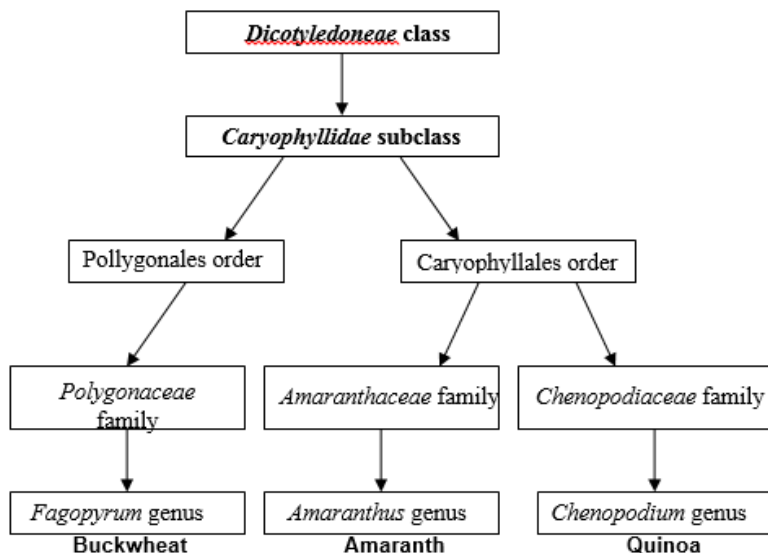 Dicotyledoneae class
Caryophyllidae subclass
Pollygonales order
Caryophyllales order
Polygonaceae
family
Amaranthaceae family
Chenopodiaceae family
Fagopyrum genus
Amaranthus genus
Chenopodium genus
Buckwheat
Amaranth
Quinoa